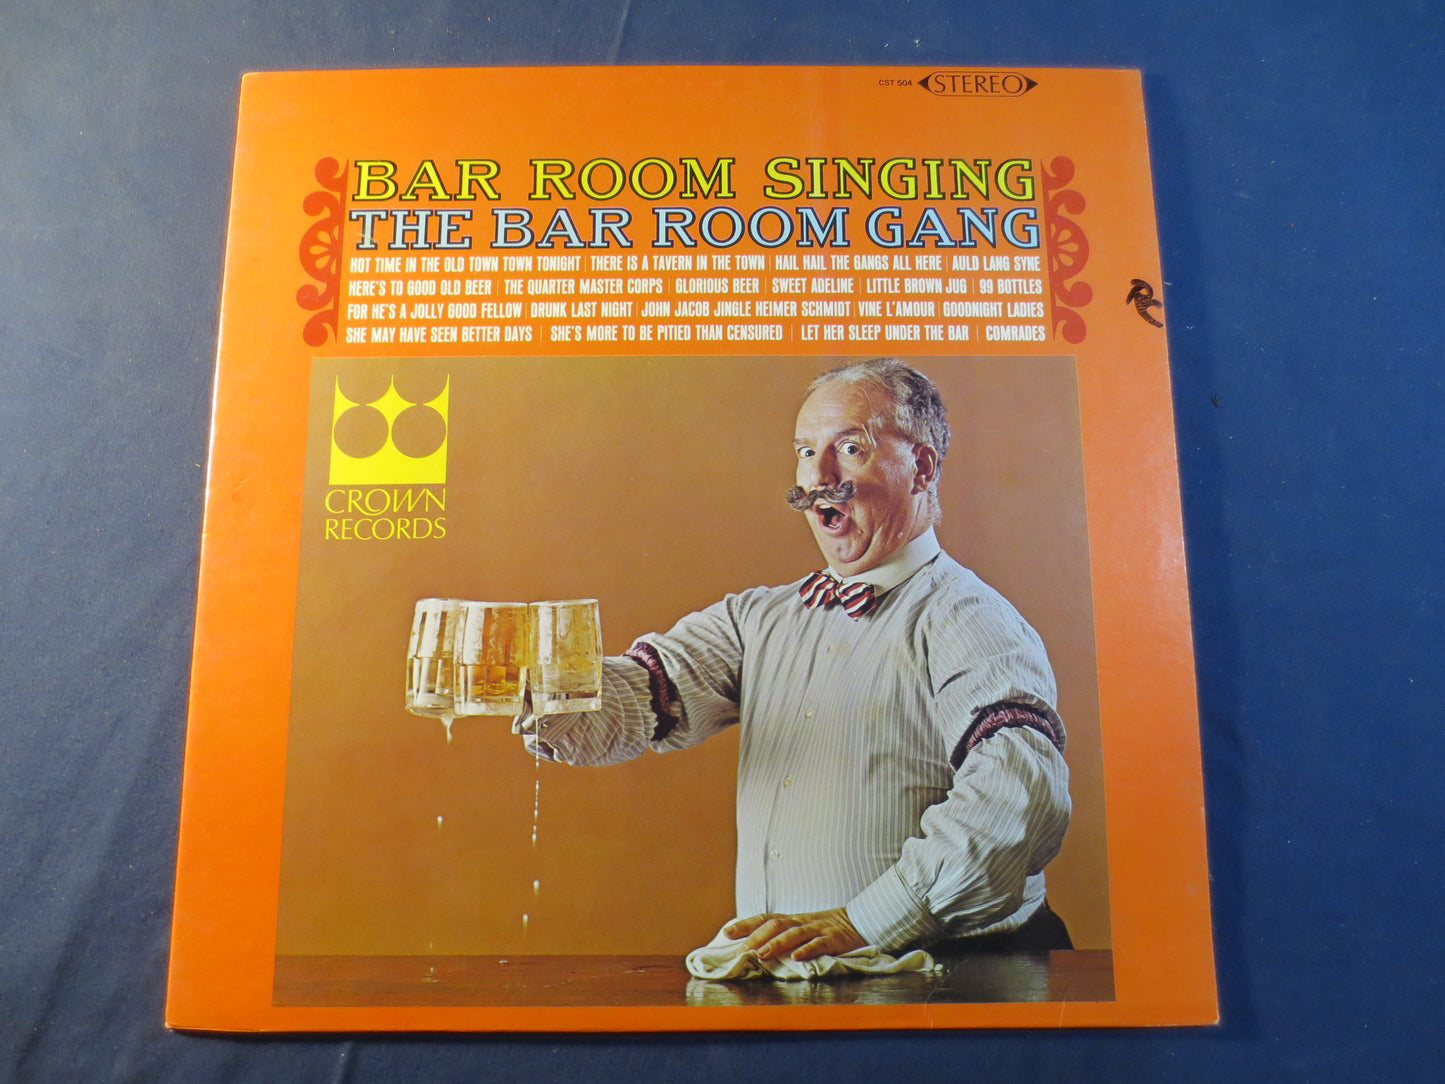 CST 504 STEREO
BAR ROOM SINGING
THE BAR ROOM GANG
HOT TIME IN THE OLD TOWN TOWN TONIGHT | THERE IS A TAVERN IN THE TOWN | HAIL HAIL THE GANGS ALL HERE | AULD LANG SYNE
HERE'S TO GOOD OLD BEER | THE QUARTER MASTER CORPS | GLORIOUS BEER | SWEET ADELINE | LITTLE BROWN JUG | 99 BOTTLES
FOR HE'S A JOLLY GOOD FELLOW | DRUNK LAST NIGHT | JOHN JACOB JINGLE HEIMER SCHMIDT | VINE L'AMOUR | GOODNIGHT LADIES
SHE MAY HAVE SEEN BETTER DAYS | SHE'S MORE TO BE PITIED THAN CENSURED | LET HER SLEEP UNDER THE BAR | COMRADES
CROWN
RECORDS